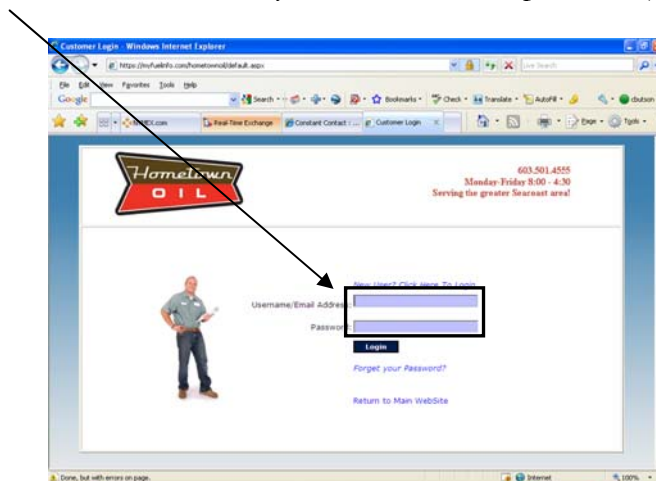 Customer Login - Windows Internet Explorer
https://myfuelinfo.com/hometownoil/default.aspx
Live Search
File Edit View Favorites Tools Help
Google Search Bookmarks Check Translate AutoFill
Real-Time Exchange Constant Contact : ... Customer Login Page Tools
Hometown
OIL
603.501.4555
Monday-Friday 8:00 - 4:30
Serving the greater Seacoast area!
New User? Click Here To Login
Username/Email Address:
Password:
Login
Forget your Password?
Return to Main WebSite
Done, but with errors on page.
Internet
100%